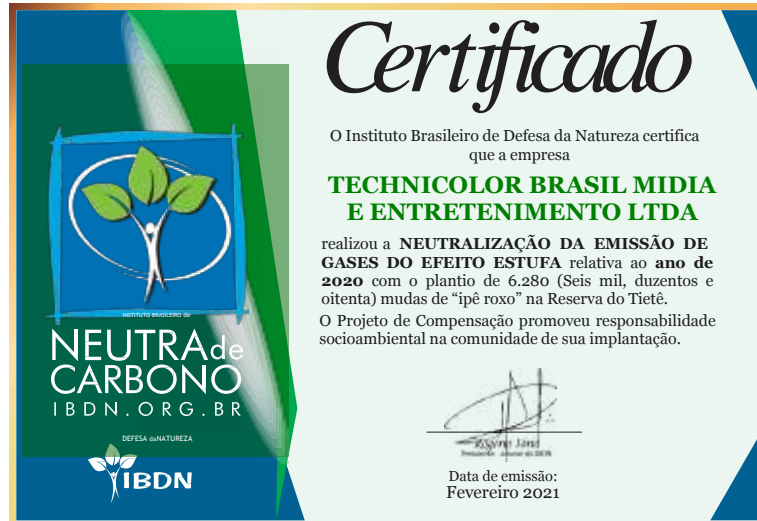 Certificado
O Instituto Brasileiro de Defesa da Natureza certifica
que a empresa
TECHNICOLOR BRASIL MIDIA
E ENTRETENIMENTO LTDA
realizou a NEUTRALIZAÇÃO DA EMISSÃO DE
GASES DO EFEITO ESTUFA relativa ao ano de
2020 com o plantio de 6.280 (Seis mil, duzentos e
oitenta) mudas de “ipê roxo” na Reserva do Tietê.
O Projeto de Compensação promoveu responsabilidade
socioambiental na comunidade de sua implantação.
Data de emissão:
Fevereiro 2021
INSTITUTO BRASILEIRO de
NEUTRAde
CARBONO
IBDN.ORG.BR
DEFESA daNATUREZA
IBDN